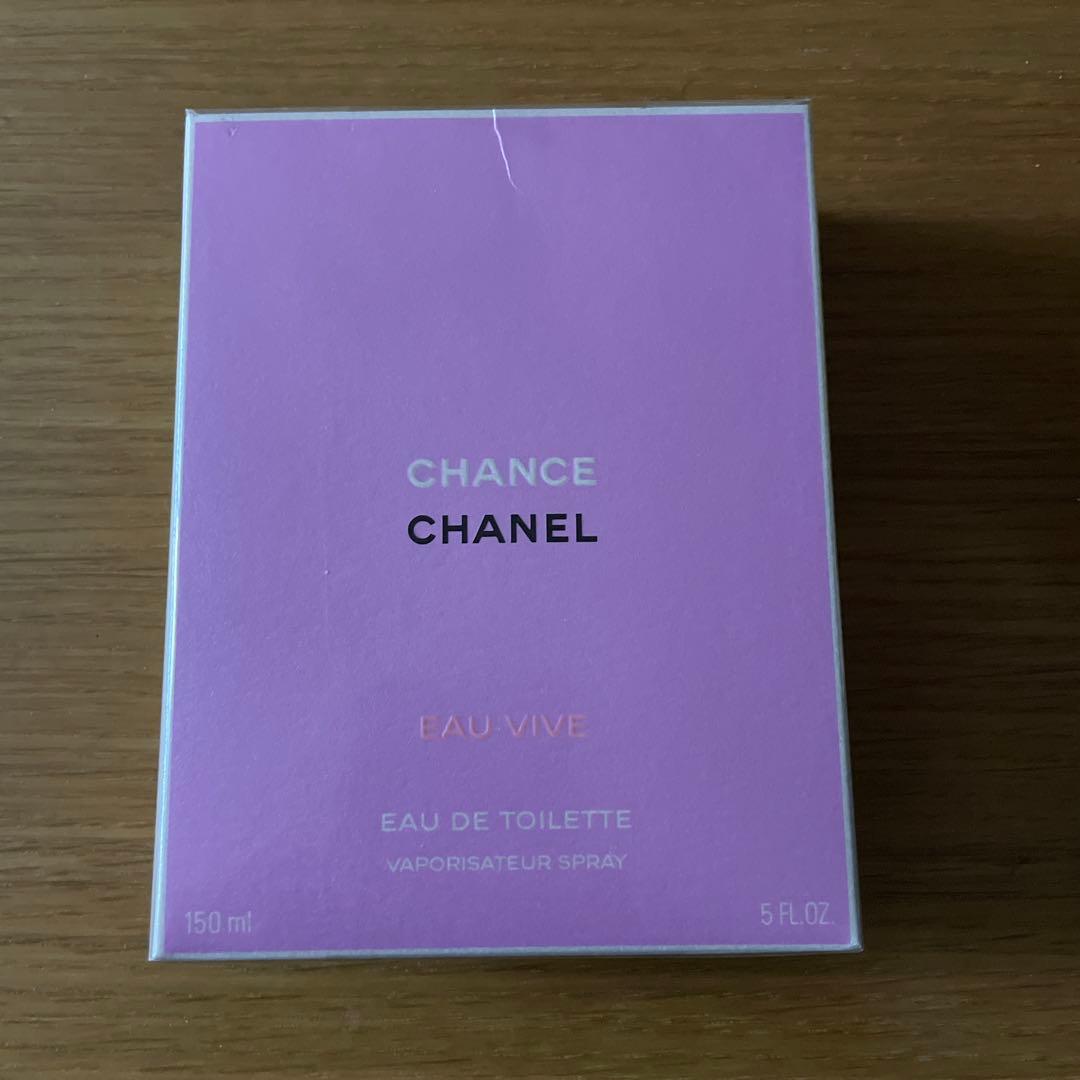 CHANCE
CHANEL
EAU VIVE
EAU DE TOILETTE
VAPORISATEUR SPRAY
150 ml
5 FL.OZ.